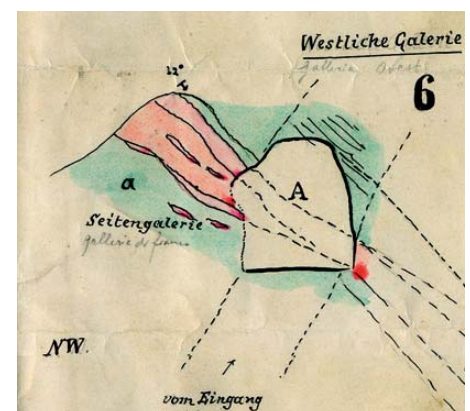 Westliche Galerie
6
12°
A
a
Seitengalerie
NW.
vom Eingang